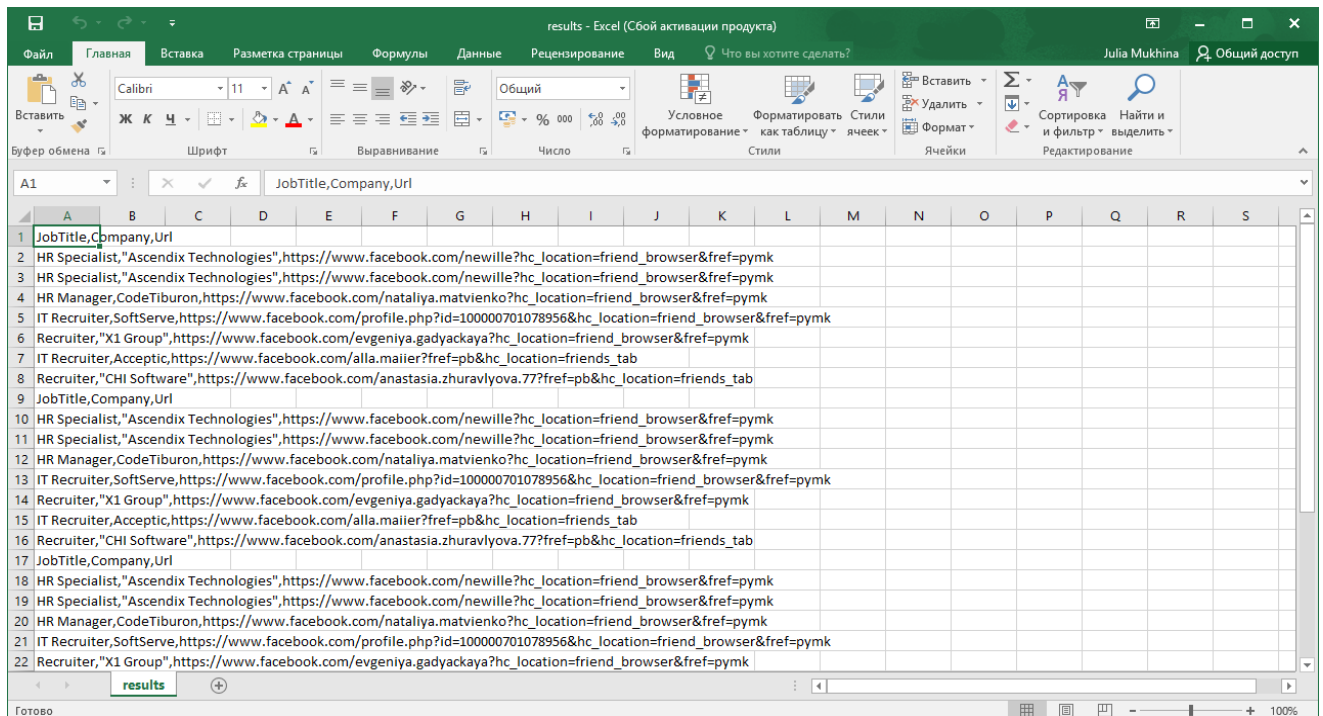 results - Excel (Сбой активации продукта)
Файл Главная Вставка Разметка страницы Формулы Данные Рецензирование Вид Что вы хотите сделать? Julia Mukhina Общий доступ
Вставить
Calibri 11
Ж К Ч
Общий
% 000
Условное форматирование
Форматировать как таблицу
Стили ячеек
Вставить
Удалить
Формат
Сортировка и фильтр
Найти и выделить
Буфер обмена Шрифт Выравнивание Число Стили Ячейки Редактирование
A1 fx JobTitle,Company,Url
A B C D E F G H I J K L M N O P Q R S
1 JobTitle,Company,Url
2 HR Specialist,"Ascendix Technologies",https://www.facebook.com/newille?hc_location=friend_browser&fref=pymk
3 HR Specialist,"Ascendix Technologies",https://www.facebook.com/newille?hc_location=friend_browser&fref=pymk
4 HR Manager,CodeTiburon,https://www.facebook.com/nataliya.matvienko?hc_location=friend_browser&fref=pymk
5 IT Recruiter,SoftServe,https://www.facebook.com/profile.php?id=100000701078956&hc_location=friend_browser&fref=pymk
6 Recruiter,"X1 Group",https://www.facebook.com/evgeniya.gadyackaya?hc_location=friend_browser&fref=pymk
7 IT Recruiter,Acceptic,https://www.facebook.com/alla.maiier?fref=pb&hc_location=friends_tab
8 Recruiter,"CHI Software",https://www.facebook.com/anastasia.zhuravlyova.77?fref=pb&hc_location=friends_tab
9 JobTitle,Company,Url
10 HR Specialist,"Ascendix Technologies",https://www.facebook.com/newille?hc_location=friend_browser&fref=pymk
11 HR Specialist,"Ascendix Technologies",https://www.facebook.com/newille?hc_location=friend_browser&fref=pymk
12 HR Manager,CodeTiburon,https://www.facebook.com/nataliya.matvienko?hc_location=friend_browser&fref=pymk
13 IT Recruiter,SoftServe,https://www.facebook.com/profile.php?id=100000701078956&hc_location=friend_browser&fref=pymk
14 Recruiter,"X1 Group",https://www.facebook.com/evgeniya.gadyackaya?hc_location=friend_browser&fref=pymk
15 IT Recruiter,Acceptic,https://www.facebook.com/alla.maiier?fref=pb&hc_location=friends_tab
16 Recruiter,"CHI Software",https://www.facebook.com/anastasia.zhuravlyova.77?fref=pb&hc_location=friends_tab
17 JobTitle,Company,Url
18 HR Specialist,"Ascendix Technologies",https://www.facebook.com/newille?hc_location=friend_browser&fref=pymk
19 HR Specialist,"Ascendix Technologies",https://www.facebook.com/newille?hc_location=friend_browser&fref=pymk
20 HR Manager,CodeTiburon,https://www.facebook.com/nataliya.matvienko?hc_location=friend_browser&fref=pymk
21 IT Recruiter,SoftServe,https://www.facebook.com/profile.php?id=100000701078956&hc_location=friend_browser&fref=pymk
22 Recruiter,"X1 Group",https://www.facebook.com/evgeniya.gadyackaya?hc_location=friend_browser&fref=pymk
results
Готово 100%